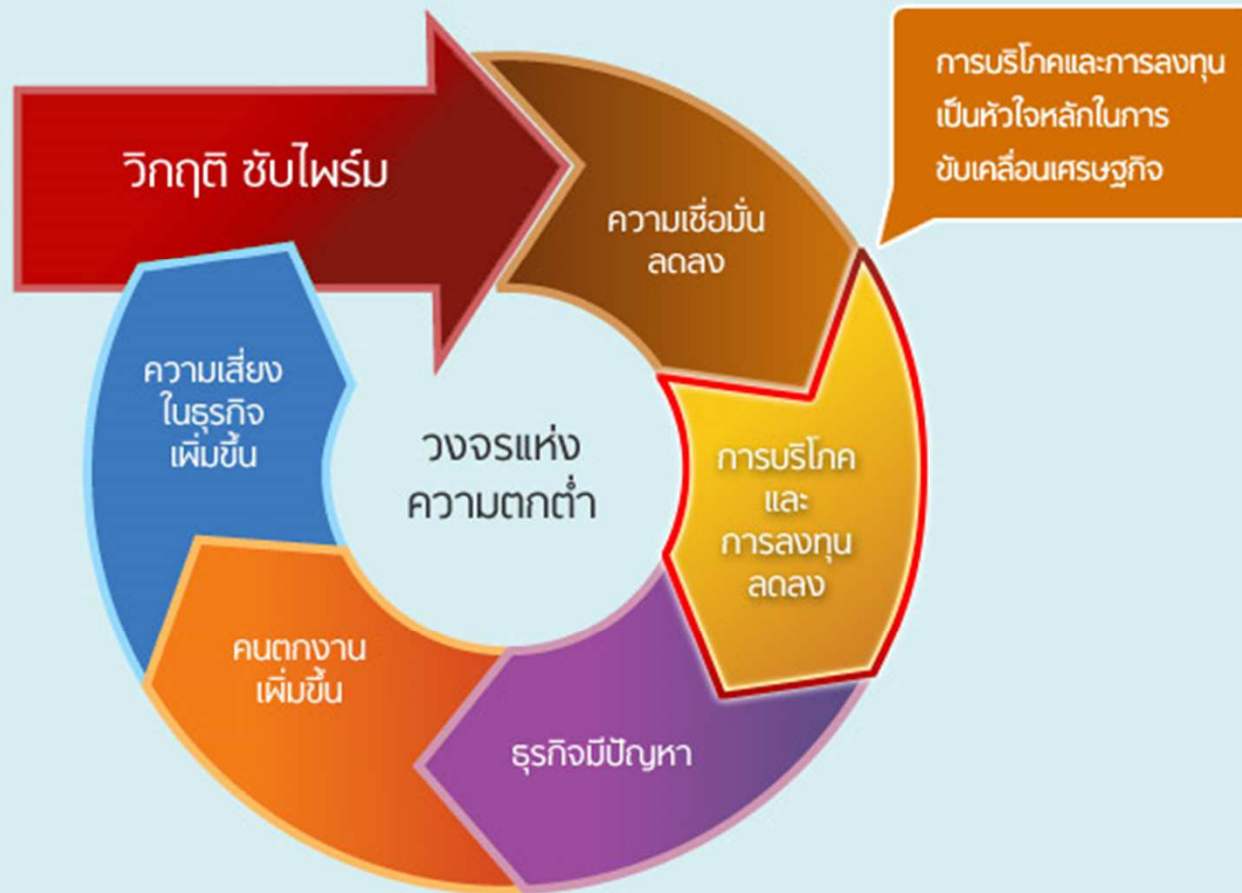 วิกฤติ ซับไพร์ม
การบริโภคและการลงทุน
เป็นหัวใจหลักในการ
ขับเคลื่อนเศรษฐกิจ
ความเชื่อมั่น
ลดลง
การบริโภค
และ
การลงทุน
ลดลง
ธุรกิจมีปัญหา
คนตกงาน
เพิ่มขึ้น
ความเสี่ยง
ในธุรกิจ
เพิ่มขึ้น
วงจรแห่ง
ความตกต่ำ